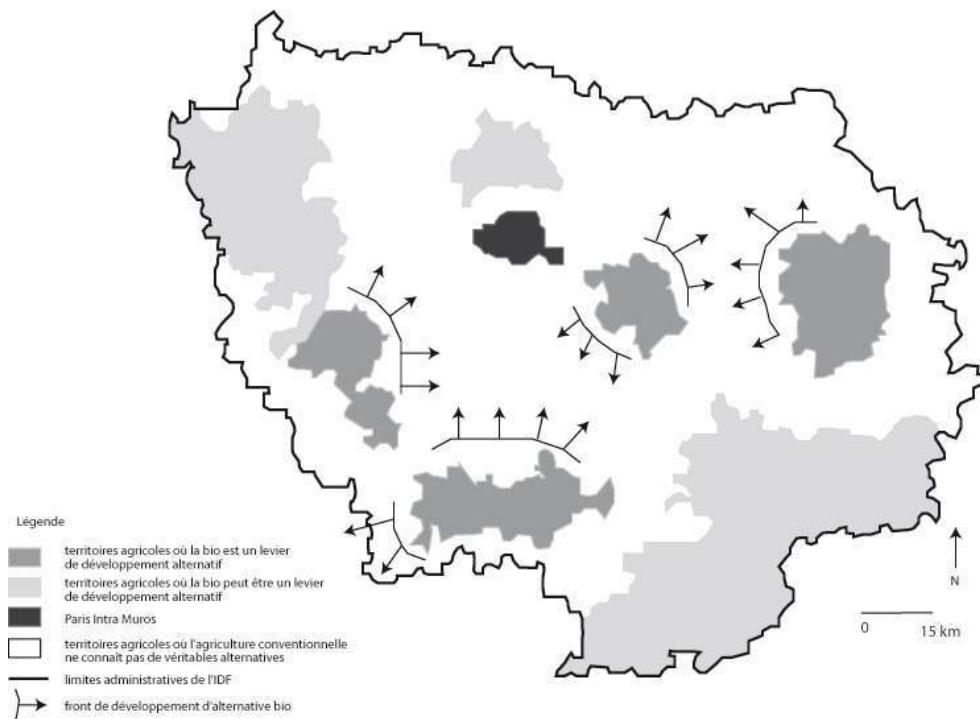 Légende
territoires agricoles où la bio est un levier
de développement alternatif
territoires agricoles où la bio peut être un levier
de développement alternatif
Paris Intra Muros
territoires agricoles où l'agriculture conventionnelle
ne connaît pas de véritables alternatives
limites administratives de l'IDF
front de développement d'alternative bio
N
0 15 km